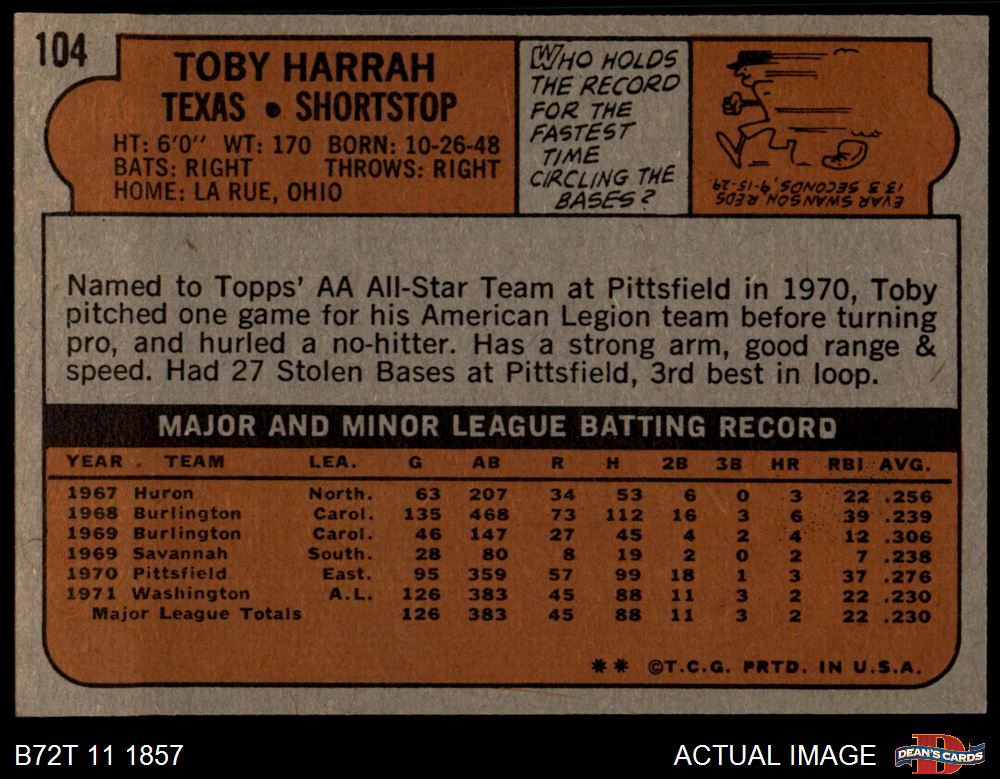 104
TOBY HARRAH
TEXAS • SHORTSTOP
HT: 6'0" WT: 170 BORN: 10-26-48
BATS: RIGHT THROWS: RIGHT
HOME: LA RUE, OHIO
WHO HOLDS
THE RECORD
FOR THE
FASTEST
TIME
CIRCLING THE
BASES?
EVAR SWANSON, REDS
13.3 SECONDS, 9-15-29
Named to Topps' AA All-Star Team at Pittsfield in 1970, Toby
pitched one game for his American Legion team before turning
pro, and hurled a no-hitter. Has a strong arm, good range &
speed. Had 27 Stolen Bases at Pittsfield, 3rd best in loop.
MAJOR AND MINOR LEAGUE BATTING RECORD
YEAR TEAM LEA. G AB R H 2B 3B HR RBI AVG.
1967 Huron North. 63 207 34 53 6 0 3 22 .256
1968 Burlington Carol. 135 468 73 112 16 3 6 39 .239
1969 Burlington Carol. 46 147 27 45 4 2 4 12 .306
1969 Savannah South. 28 80 8 19 2 0 2 7 .238
1970 Pittsfield East. 95 359 57 99 18 1 3 37 .276
1971 Washington A.L. 126 383 45 88 11 3 2 22 .230
Major League Totals 126 383 45 88 11 3 2 22 .230
** ©T.C.G. PRTD. IN U.S.A.
B72T 11 1857 ACTUAL IMAGE DEAN'S CARDS